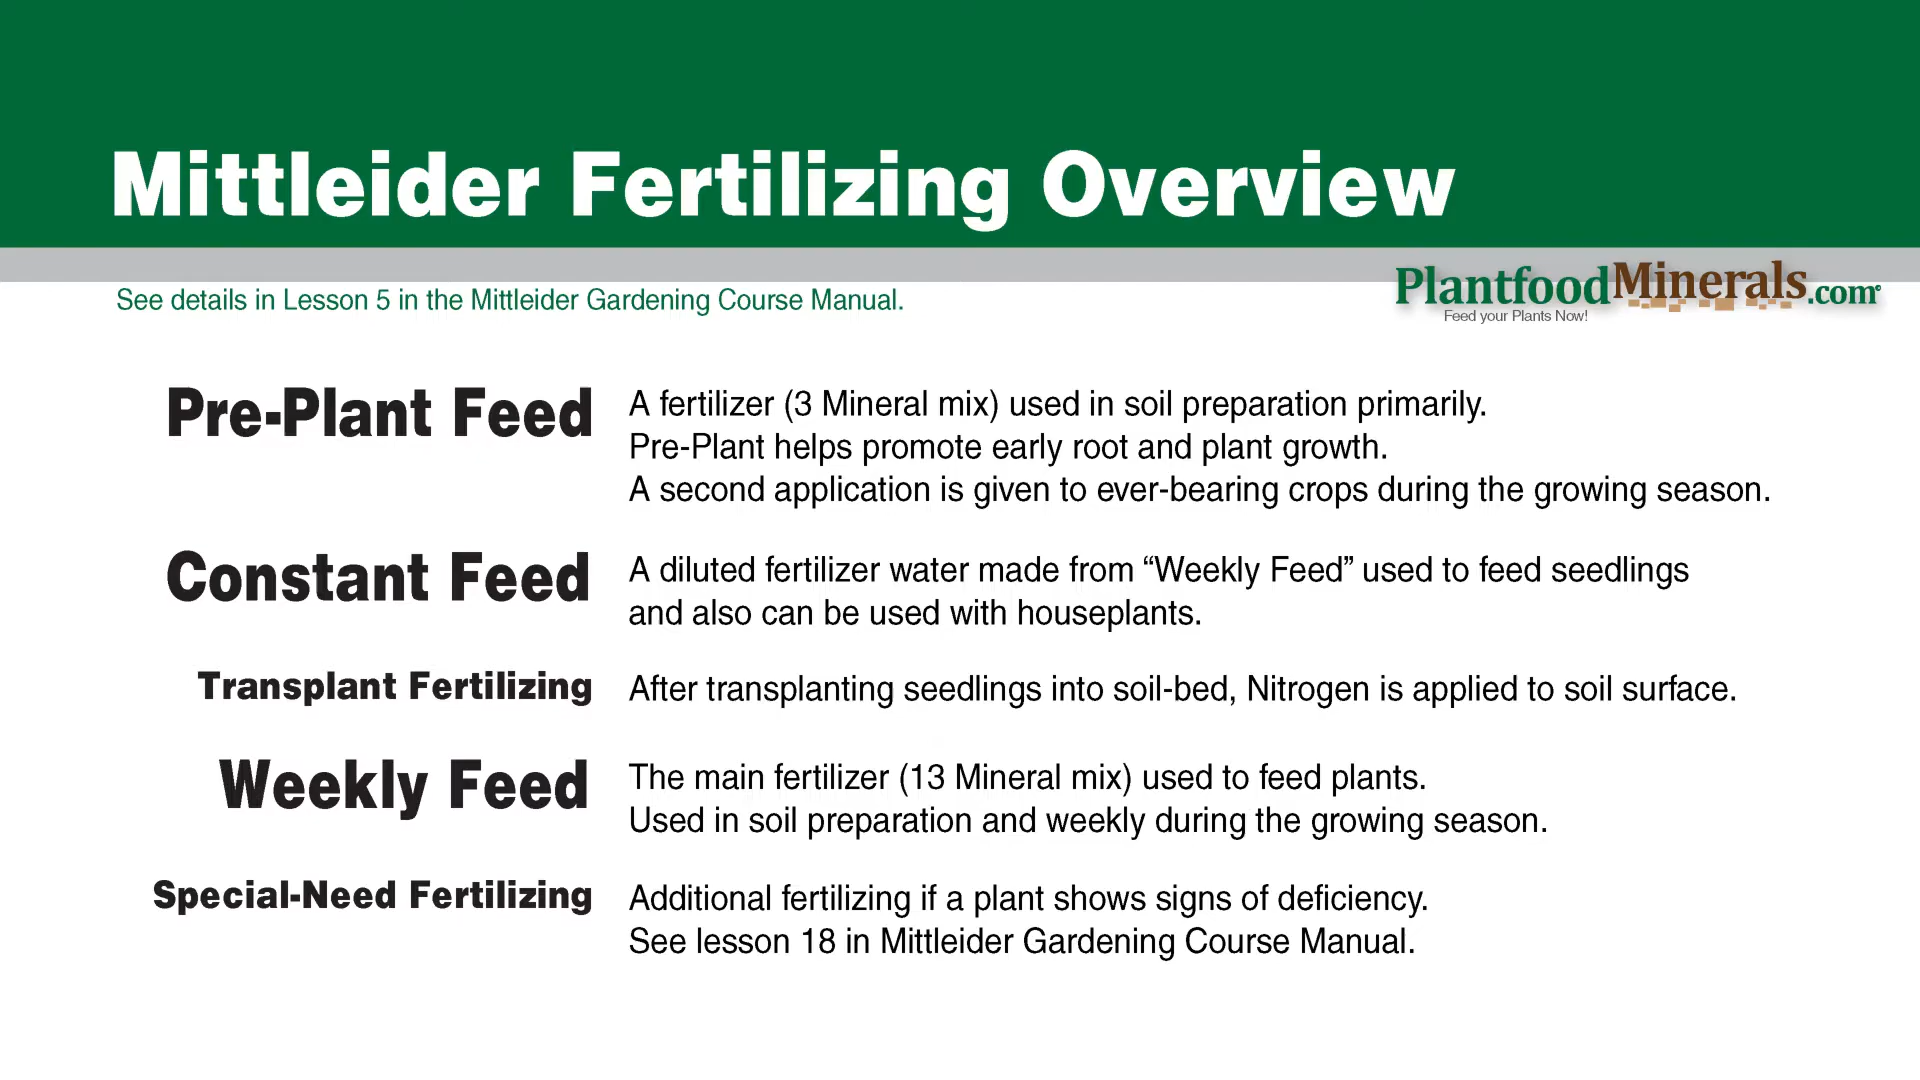 Mittleider Fertilizing Overview
See details in Lesson 5 in the Mittleider Gardening Course Manual.
PlantfoodMinerals.com
Feed your Plants Now!
Pre-Plant Feed
A fertilizer (3 Mineral mix) used in soil preparation primarily.
Pre-Plant helps promote early root and plant growth.
A second application is given to ever-bearing crops during the growing season.
Constant Feed
A diluted fertilizer water made from “Weekly Feed” used to feed seedlings
and also can be used with houseplants.
Transplant Fertilizing
After transplanting seedlings into soil-bed, Nitrogen is applied to soil surface.
Weekly Feed
The main fertilizer (13 Mineral mix) used to feed plants.
Used in soil preparation and weekly during the growing season.
Special-Need Fertilizing
Additional fertilizing if a plant shows signs of deficiency.
See lesson 18 in Mittleider Gardening Course Manual.